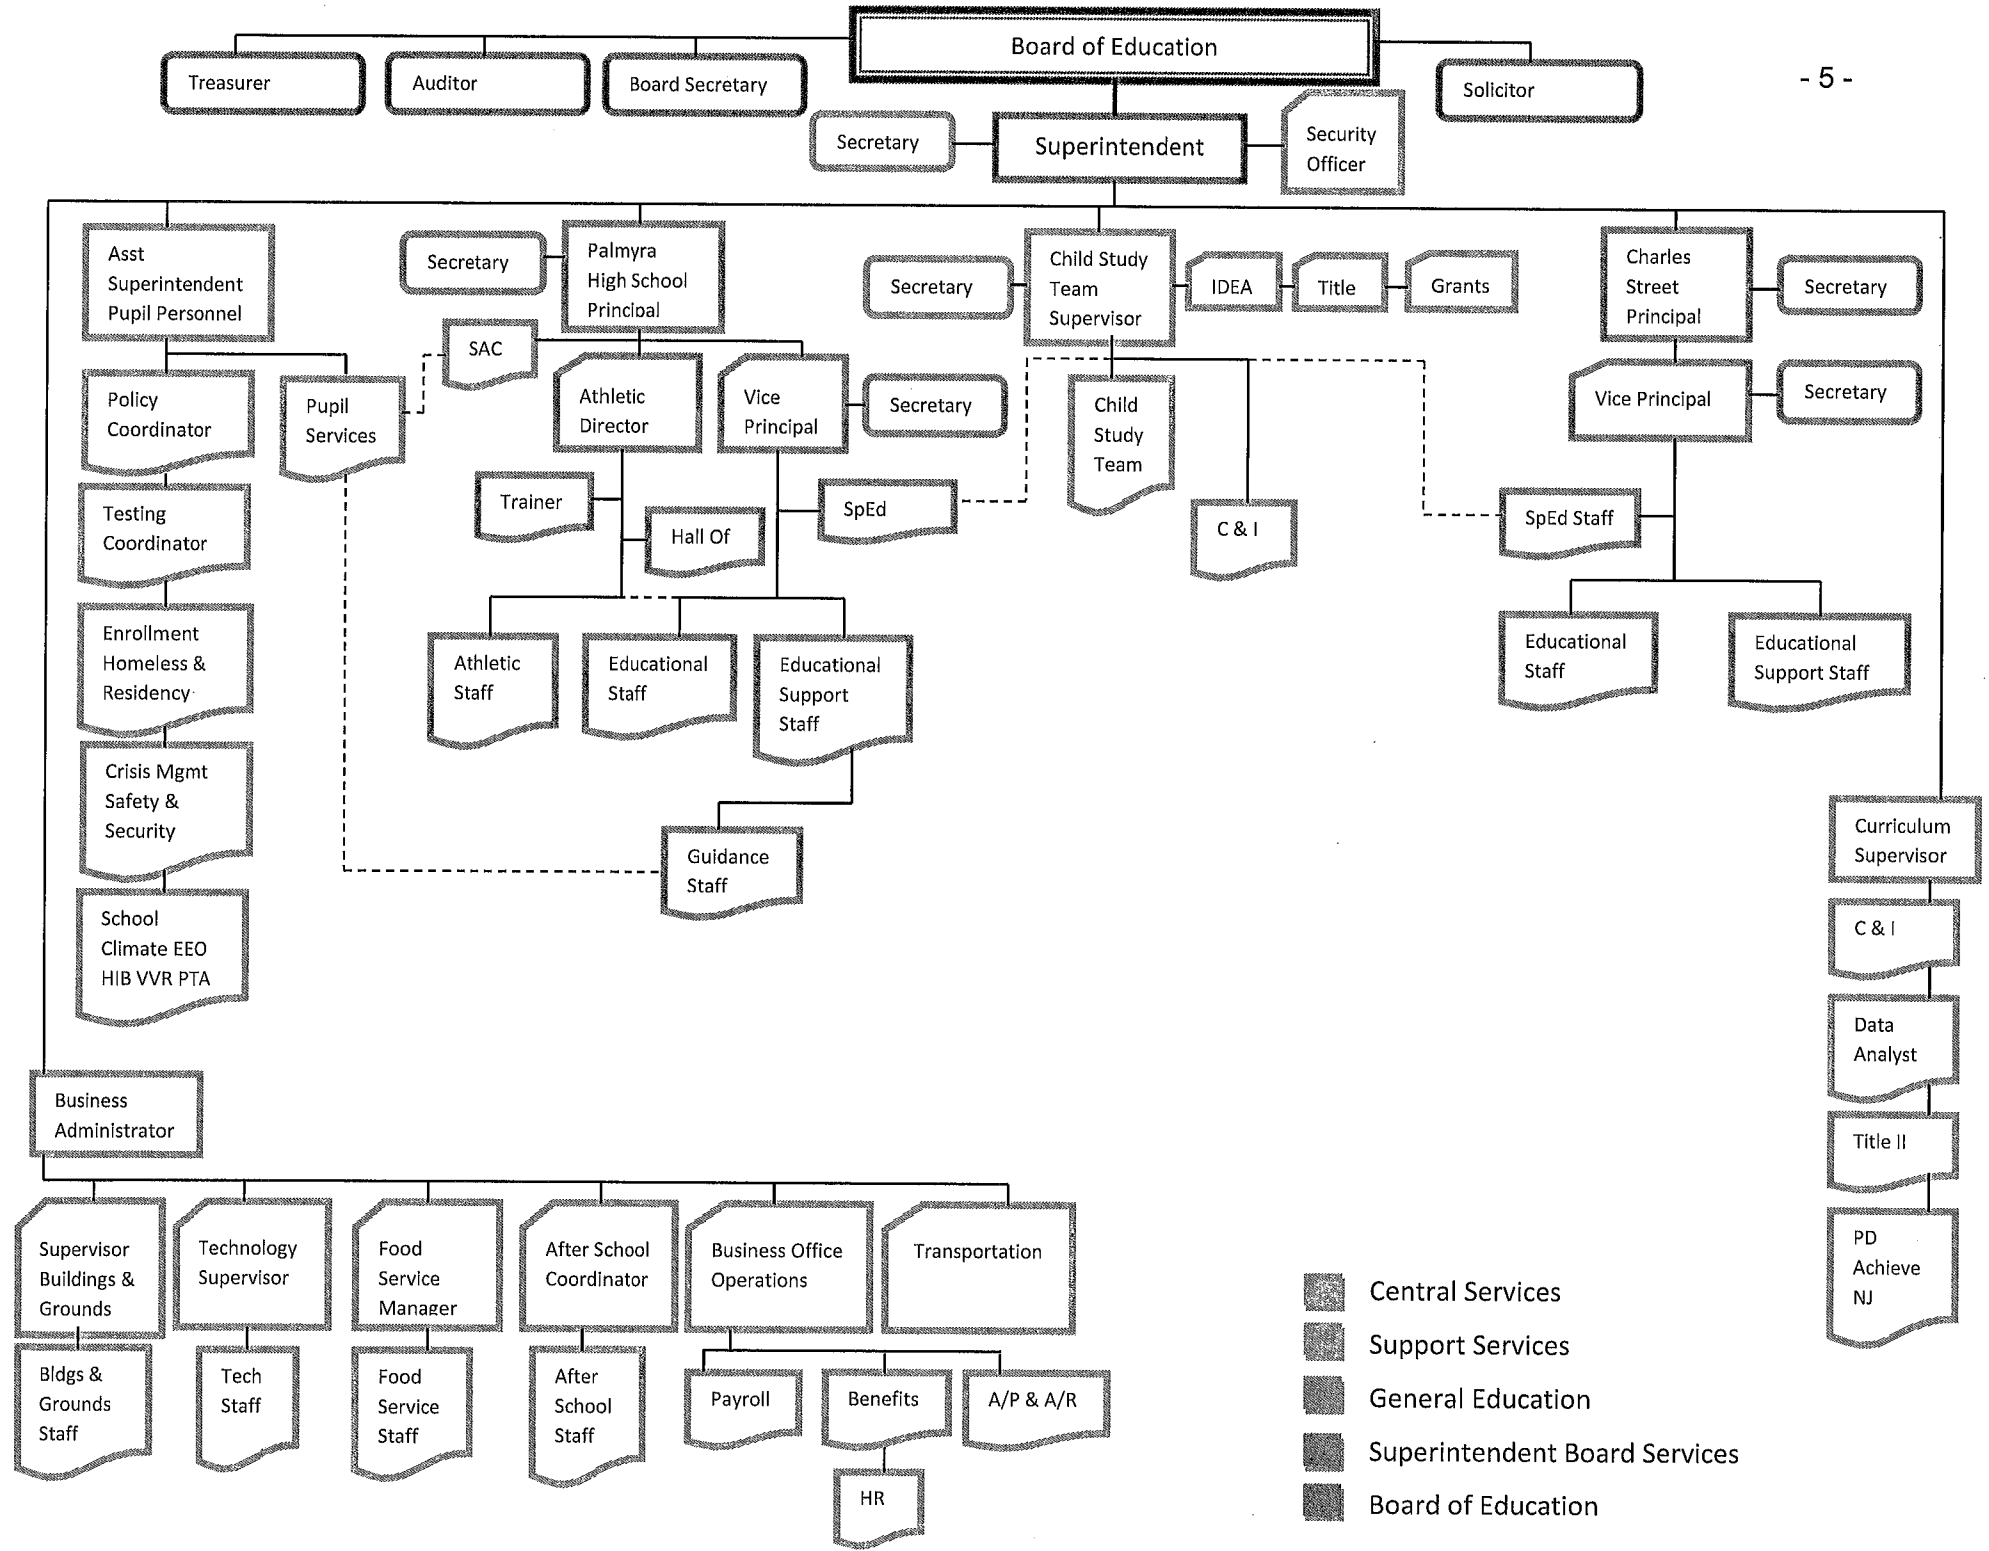 Board of Education
- 5 -
Treasurer
Auditor
Board Secretary
Solicitor
Secretary
Superintendent
Security
Officer
Asst
Superintendent
Pupil Personnel
Secretary
Palmyra
High School
Principal
Secretary
Child Study
Team
Supervisor
IDEA
Title
Grants
Charles
Street
Principal
Secretary
SAC
Policy
Coordinator
Pupil
Services
Athletic
Director
Vice
Principal
Secretary
Child
Study
Team
Vice Principal
Secretary
Testing
Coordinator
Trainer
Hall Of
SpEd
C & I
SpEd Staff
Enrollment
Homeless &
Residency
Athletic
Staff
Educational
Staff
Educational
Support
Staff
Educational
Staff
Educational
Support Staff
Crisis Mgmt
Safety &
Security
Guidance
Staff
Curriculum
Supervisor
School
Climate EEO
HIB VVR PTA
C & I
Data
Analyst
Title II
PD
Achieve
NJ
Business
Administrator
Supervisor
Buildings &
Grounds
Technology
Supervisor
Food
Service
Manager
After School
Coordinator
Business Office
Operations
Transportation
Bldgs &
Grounds
Staff
Tech
Staff
Food
Service
Staff
After
School
Staff
Payroll
Benefits
A/P & A/R
HR
Central Services
Support Services
General Education
Superintendent Board Services
Board of Education